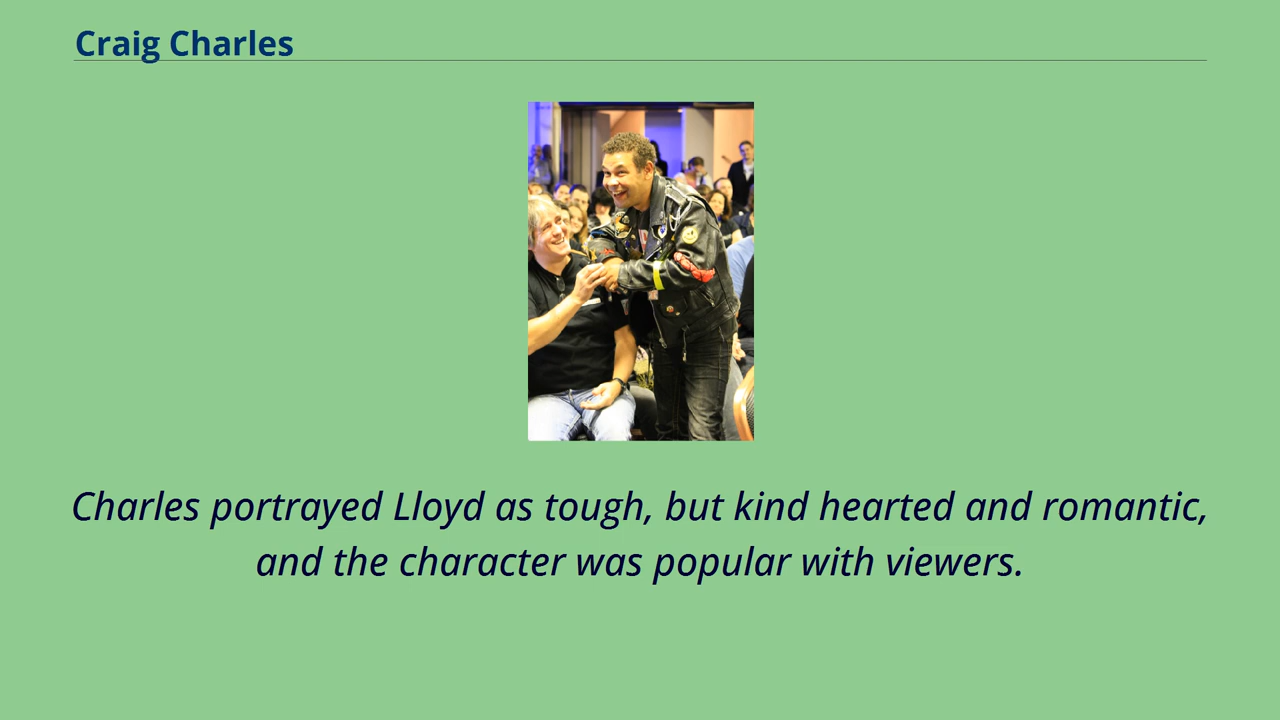 Craig Charles
Charles portrayed Lloyd as tough, but kind hearted and romantic,
and the character was popular with viewers.